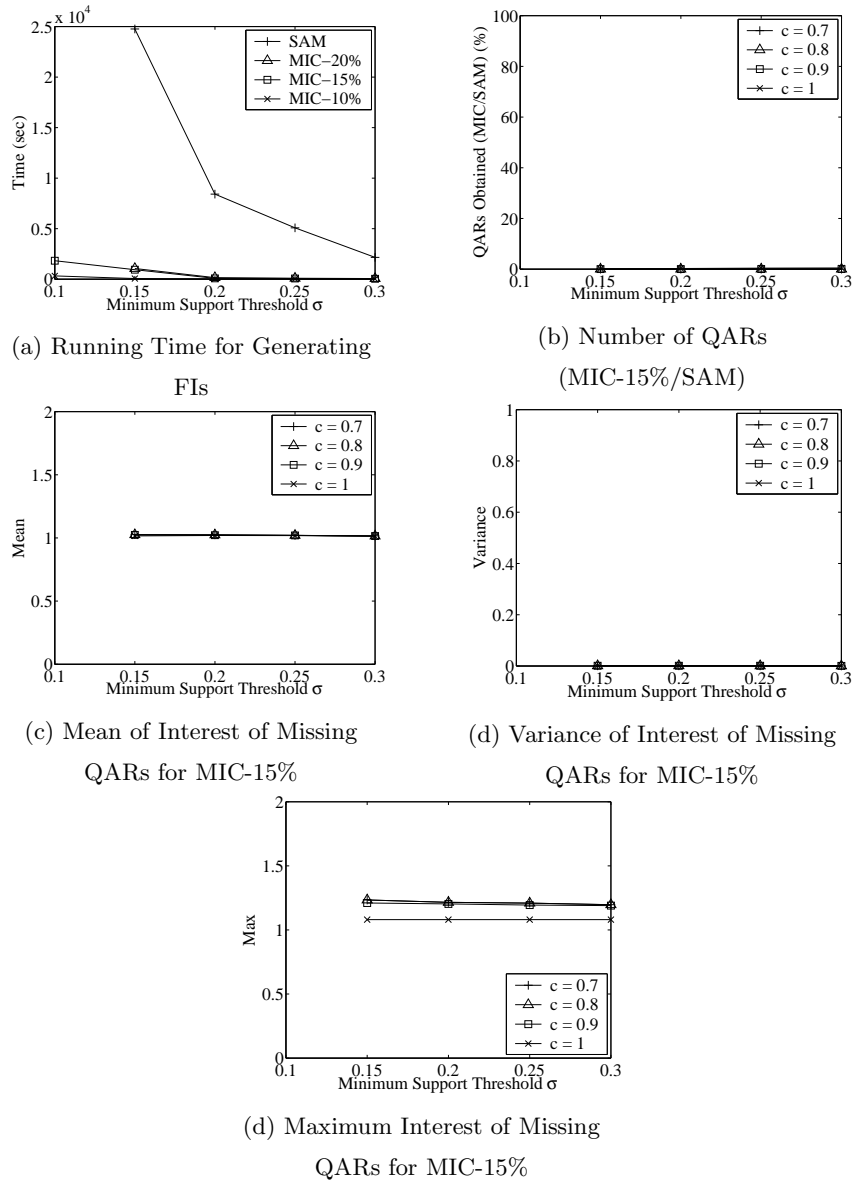 x 10^4
2.5
2
1.5
1
0.5
0
Time (sec)
SAM
MIC−20%
MIC−15%
MIC−10%
0.1 0.15 0.2 0.25 0.3
Minimum Support Threshold σ
(a) Running Time for Generating
FIs
100
80
60
40
20
0
QARs Obtained (MIC/SAM) (%)
c = 0.7
c = 0.8
c = 0.9
c = 1
0.1 0.15 0.2 0.25 0.3
Minimum Support Threshold σ
(b) Number of QARs
(MIC-15%/SAM)
2
1.5
1
0.5
0
Mean
c = 0.7
c = 0.8
c = 0.9
c = 1
0.1 0.15 0.2 0.25 0.3
Minimum Support Threshold σ
(c) Mean of Interest of Missing
QARs for MIC-15%
1
0.8
0.6
0.4
0.2
0
Variance
c = 0.7
c = 0.8
c = 0.9
c = 1
0.1 0.15 0.2 0.25 0.3
Minimum Support Threshold σ
(d) Variance of Interest of Missing
QARs for MIC-15%
2
1.5
1
0.5
0
Max
c = 0.7
c = 0.8
c = 0.9
c = 1
0.1 0.15 0.2 0.25 0.3
Minimum Support Threshold σ
(d) Maximum Interest of Missing
QARs for MIC-15%